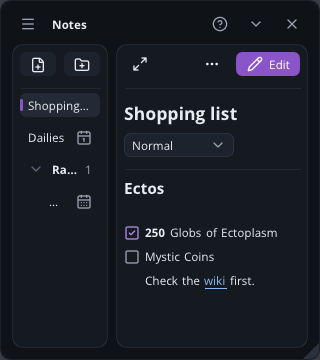 Notes
Edit
Shopping...
Dailies
1
Ra... 1
...
Shopping list
Normal
Ectos
250 Globs of Ectoplasm
Mystic Coins
Check the wiki first.